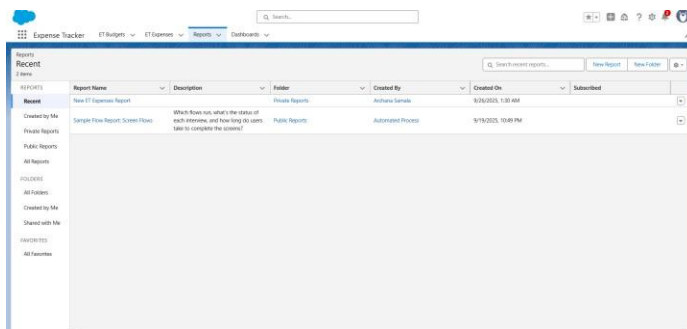 Search...
Expense Tracker ET Budgets ET Expenses Reports Dashboards
Reports
Recent
2 items
Search recent reports...
New Report New Folder
REPORTS
Recent
Created by Me
Private Reports
Public Reports
All Reports
FOLDERS
All Folders
Created by Me
Shared with Me
FAVORITES
All Favorites
Report Name Description Folder Created By Created On Subscribed
New ET Expenses Report Private Reports Archana Samala 9/26/2025, 1:30 AM
Sample Flow Report: Screen Flows
Which flows run, what's the status of
each interview, and how long do users
take to complete the screens?
Public Reports Automated Process 9/19/2025, 10:49 PM